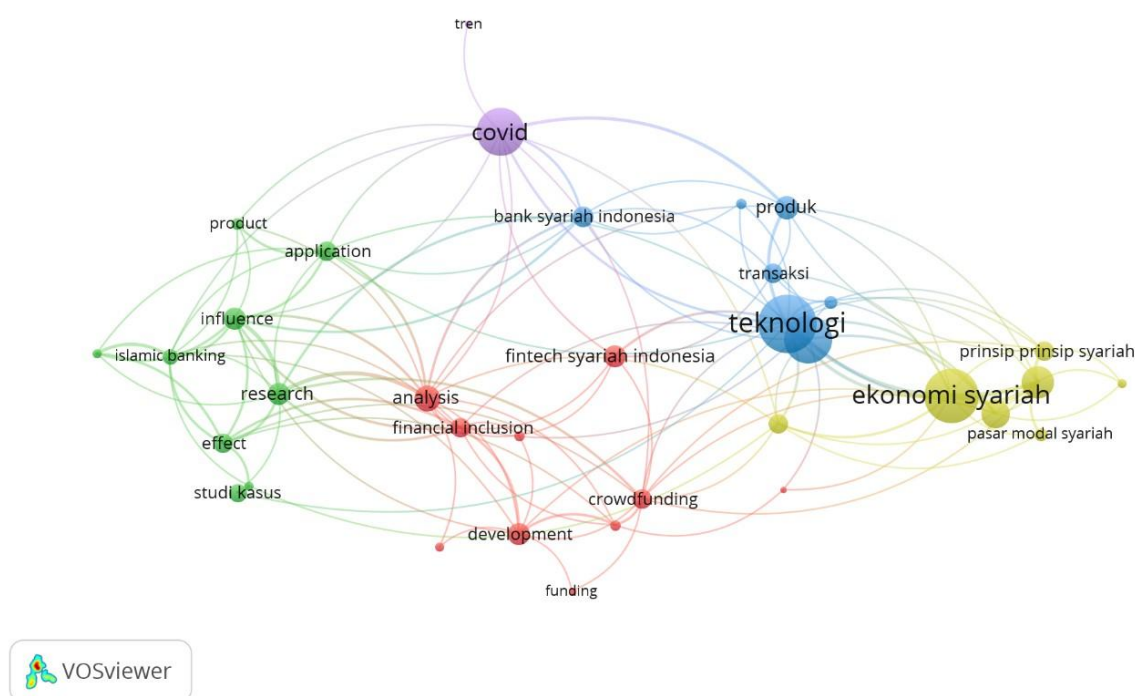 tren
covid
product
bank syariah indonesia
produk
application
transaksi
influence
teknologi
islamic banking
fintech syariah indonesia
prinsip prinsip syariah
research
analysis
ekonomi syariah
financial inclusion
pasar modal syariah
effect
studi kasus
crowdfunding
development
funding
VOSviewer